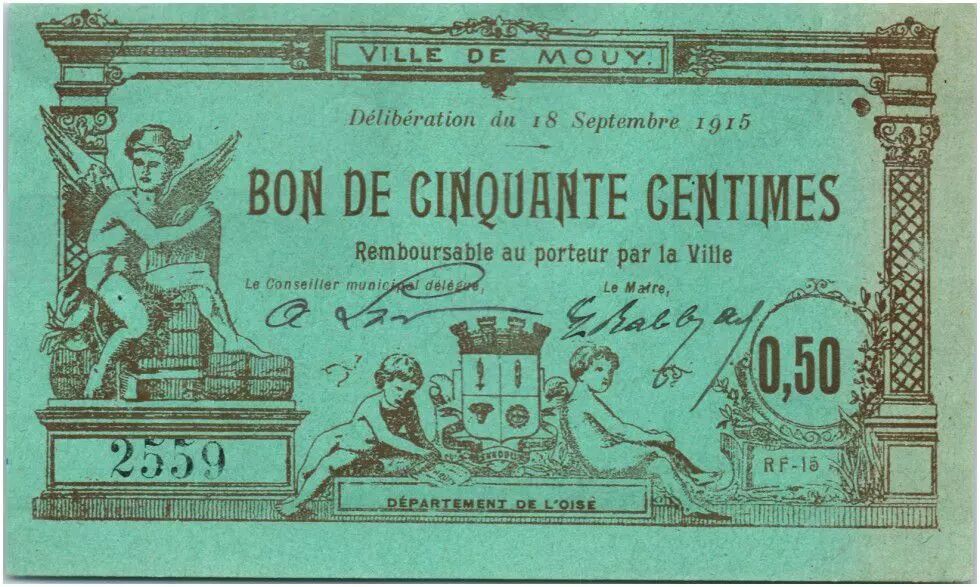 VILLE DE MOUY.
Délibération du 18 Septembre 1915
BON DE CINQUANTE CENTIMES
Remboursable au porteur par la Ville
Le Conseiller municipal délégué,
Le Maire,
0,50
2559
RF-15
DÉPARTEMENT DE L'OISE